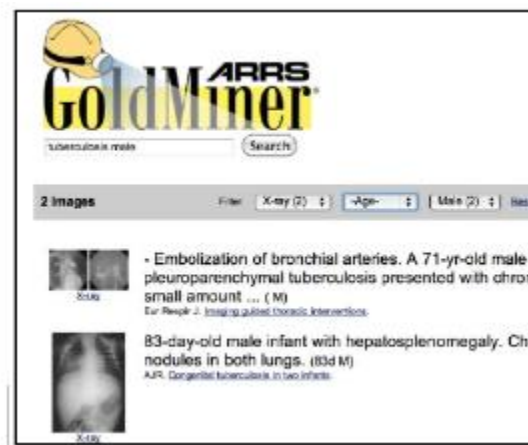 ARRS
GoldMiner®
tuberculosis male Search
2 Images Filter X-ray (2) -Age- Male (2)
- Embolization of bronchial arteries. A 71-yr-old male
pleuroparenchymal tuberculosis presented with chron
small amount ... ( M)
X-ray
Eur Respir J. Imaging guided thoracic interventions.
83-day-old male infant with hepatosplenomegaly. Ch
nodules in both lungs. (83d M)
AJR. Congenital tuberculosis in two infants.
X-ray